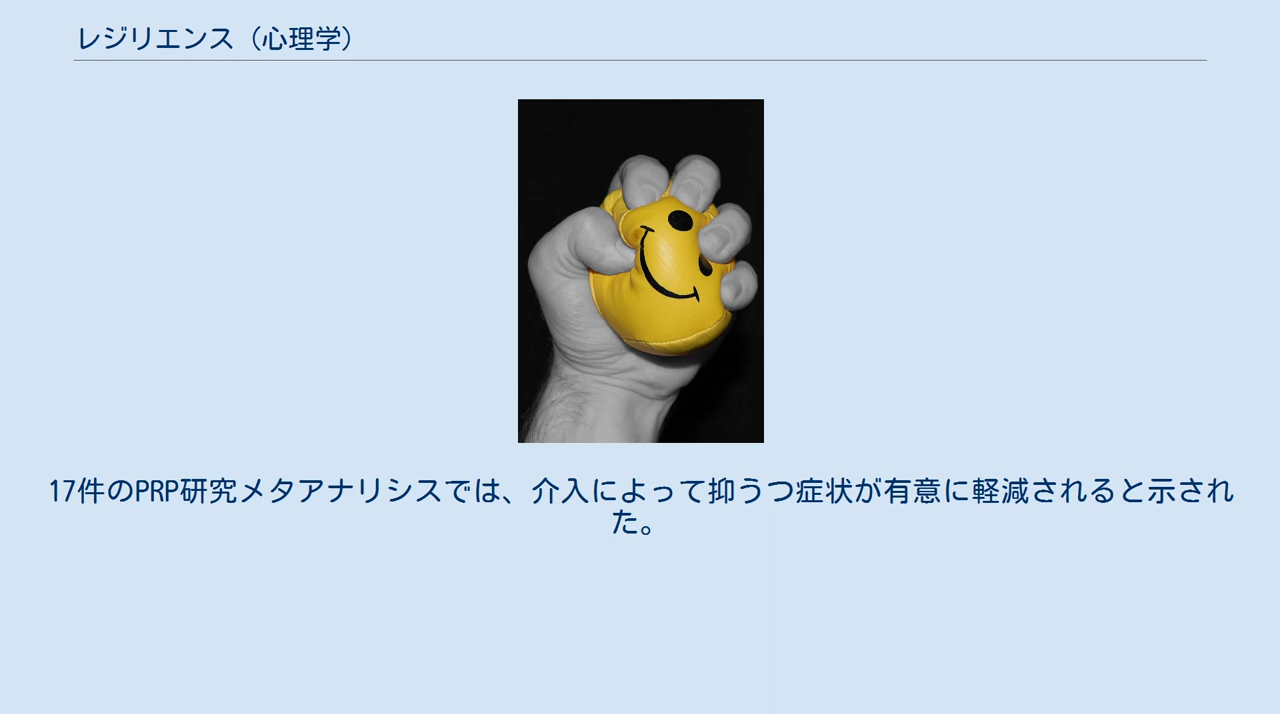 レジリエンス（心理学）
17件のPRP研究メタアナリシスでは、介入によって抑うつ症状が有意に軽減されると示され
た。